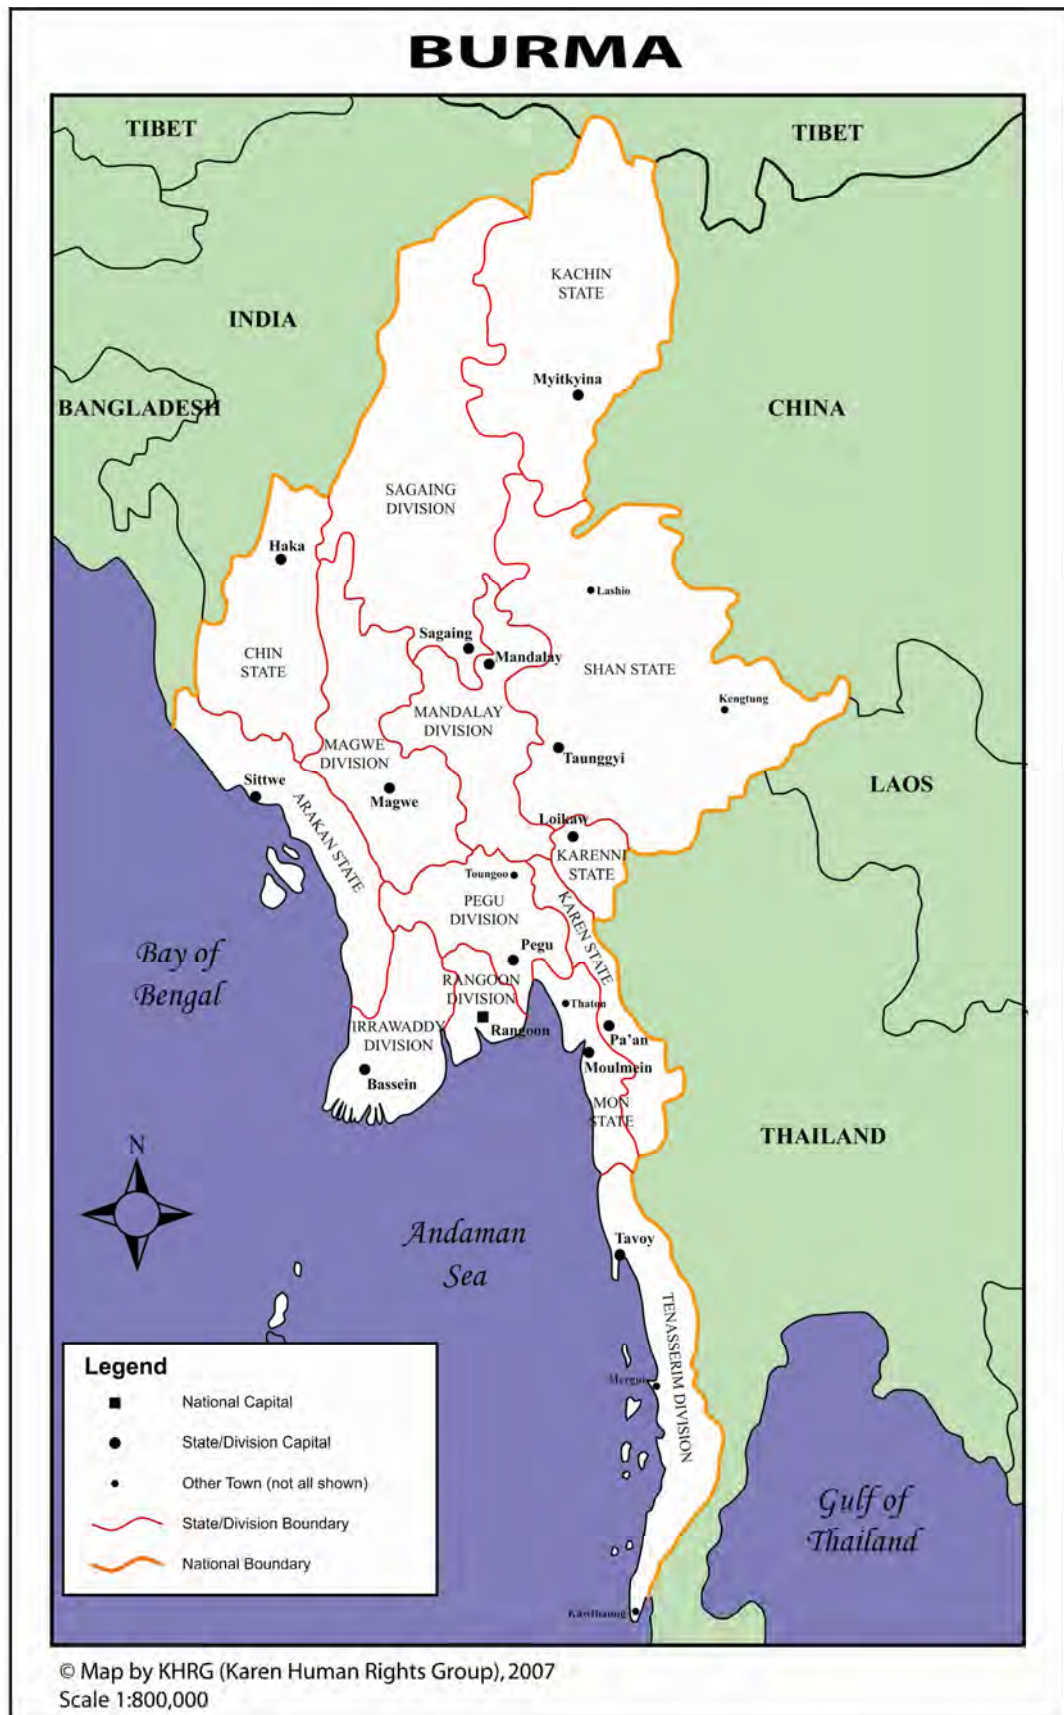 BURMA
TIBET
TIBET
KACHIN
STATE
INDIA
Myitkyina
BANGLADESH
CHINA
SAGAING
DIVISION
Haka
Lashio
Sagaing
Mandalay
CHIN
STATE
SHAN STATE
Kengtung
MANDALAY
DIVISION
MAGWE
DIVISION
Taunggyi
Sittwe
Magwe
LAOS
ARAKAN STATE
Loikaw
KARENNI
STATE
Toungoo
PEGU
DIVISION
KAREN STATE
Bay of
Bengal
Pegu
RANGOON
DIVISION
Thaton
IRRAWADDY
DIVISION
Rangoon
Pa'an
Moulmein
Bassein
MON
STATE
THAILAND
N
Andaman
Sea
Tavoy
TENASSERIM DIVISION
Mergui
Legend
National Capital
State/Division Capital
Other Town (not all shown)
State/Division Boundary
National Boundary
Gulf of
Thailand
Kawthaung
© Map by KHRG (Karen Human Rights Group), 2007
Scale 1:800,000